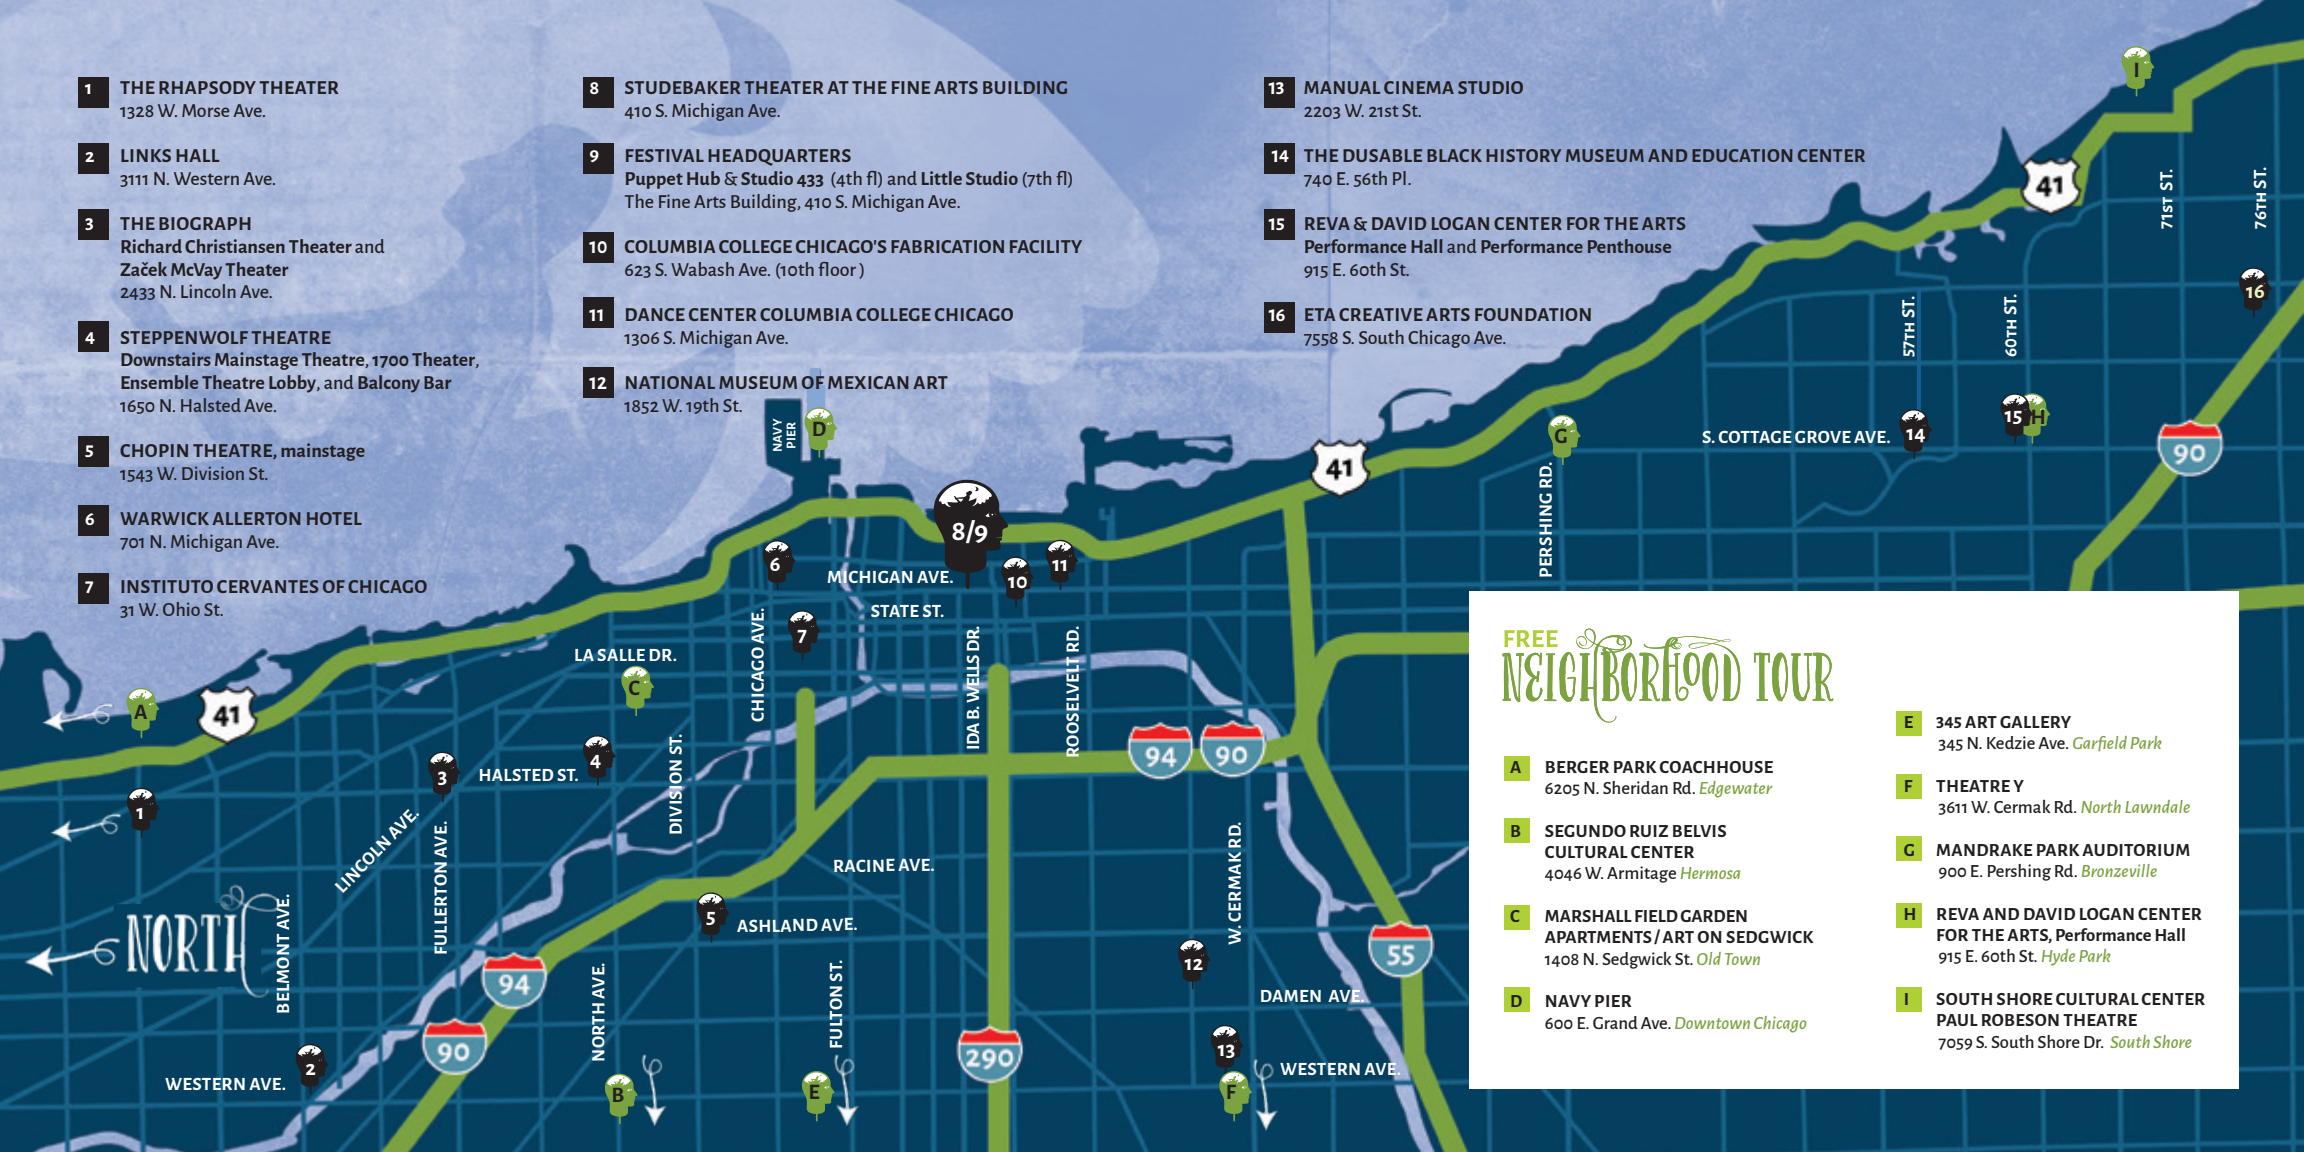 1 THE RHAPSODY THEATER
1328 W. Morse Ave.
2 LINKS HALL
3111 N. Western Ave.
3 THE BIOGRAPH
Richard Christiansen Theater and
Začek McVay Theater
2433 N. Lincoln Ave.
4 STEPPENWOLF THEATRE
Downstairs Mainstage Theatre, 1700 Theater,
Ensemble Theatre Lobby, and Balcony Bar
1650 N. Halsted Ave.
5 CHOPIN THEATRE, mainstage
1543 W. Division St.
6 WARWICK ALLERTON HOTEL
701 N. Michigan Ave.
7 INSTITUTO CERVANTES OF CHICAGO
31 W. Ohio St.
8 STUDEBAKER THEATER AT THE FINE ARTS BUILDING
410 S. Michigan Ave.
9 FESTIVAL HEADQUARTERS
Puppet Hub & Studio 433 (4th fl) and Little Studio (7th fl)
The Fine Arts Building, 410 S. Michigan Ave.
10 COLUMBIA COLLEGE CHICAGO'S FABRICATION FACILITY
623 S. Wabash Ave. (10th floor )
11 DANCE CENTER COLUMBIA COLLEGE CHICAGO
1306 S. Michigan Ave.
12 NATIONAL MUSEUM OF MEXICAN ART
1852 W. 19th St.
13 MANUAL CINEMA STUDIO
2203 W. 21st St.
14 THE DUSABLE BLACK HISTORY MUSEUM AND EDUCATION CENTER
740 E. 56th Pl.
15 REVA & DAVID LOGAN CENTER FOR THE ARTS
Performance Hall and Performance Penthouse
915 E. 60th St.
16 ETA CREATIVE ARTS FOUNDATION
7558 S. South Chicago Ave.
I
41
71ST ST.
76TH ST.
16
57TH ST.
60TH ST.
NAVY
PIER
D
G
S. COTTAGE GROVE AVE.
14
15
H
90
41
PERSHING RD.
8/9
6
MICHIGAN AVE.
10
11
STATE ST.
7
CHICAGO AVE.
IDA B. WELLS DR.
ROOSELVELT RD.
LA SALLE DR.
C
A
41
3
HALSTED ST.
4
DIVISION ST.
94
90
1
LINCOLN AVE.
FULLERTON AVE.
RACINE AVE.
W. CERMAK RD.
5
ASHLAND AVE.
NORTH
BELMONT AVE.
94
90
NORTH AVE.
FULTON ST.
290
12
55
DAMEN AVE.
13
WESTERN AVE.
2
WESTERN AVE.
B
E
F
FREE
NEIGHBORHOOD TOUR
A BERGER PARK COACHHOUSE
6205 N. Sheridan Rd. Edgewater
B SEGUNDO RUIZ BELVIS
CULTURAL CENTER
4046 W. Armitage Hermosa
C MARSHALL FIELD GARDEN
APARTMENTS / ART ON SEDGWICK
1408 N. Sedgwick St. Old Town
D NAVY PIER
600 E. Grand Ave. Downtown Chicago
E 345 ART GALLERY
345 N. Kedzie Ave. Garfield Park
F THEATRE Y
3611 W. Cermak Rd. North Lawndale
G MANDRAKE PARK AUDITORIUM
900 E. Pershing Rd. Bronzeville
H REVA AND DAVID LOGAN CENTER
FOR THE ARTS, Performance Hall
915 E. 60th St. Hyde Park
I SOUTH SHORE CULTURAL CENTER
PAUL ROBESON THEATRE
7059 S. South Shore Dr. South Shore